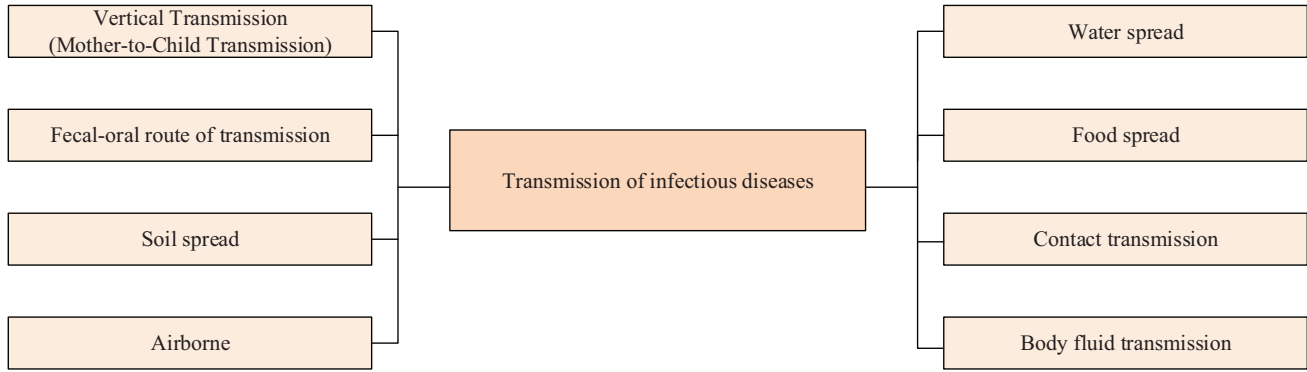 Vertical Transmission
(Mother-to-Child Transmission)
Fecal-oral route of transmission
Soil spread
Airborne
Transmission of infectious diseases
Water spread
Food spread
Contact transmission
Body fluid transmission